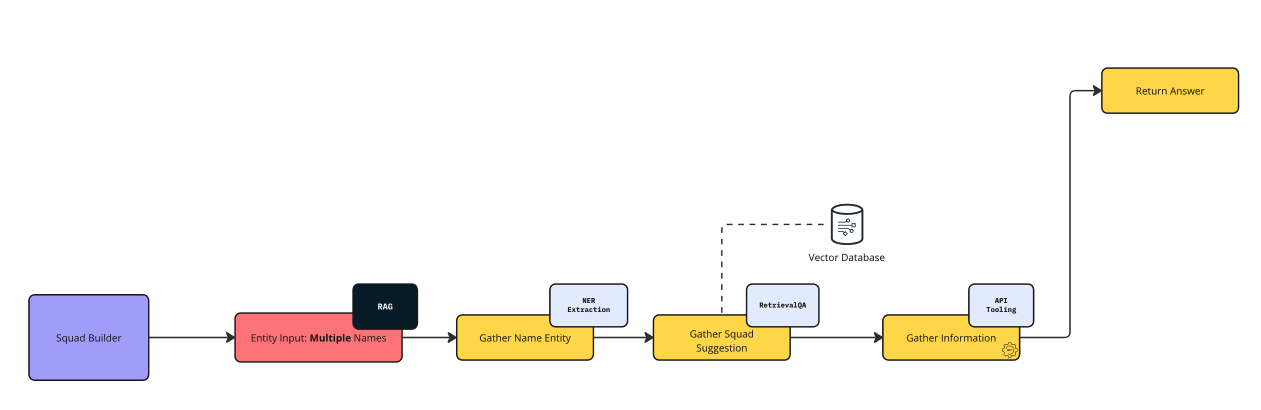 Return Answer
Vector Database
RAG
NER
Extraction
RetrievalQA
API
Tooling
Squad Builder
Entity Input: Multiple Names
Gather Name Entity
Gather Squad
Suggestion
Gather Information